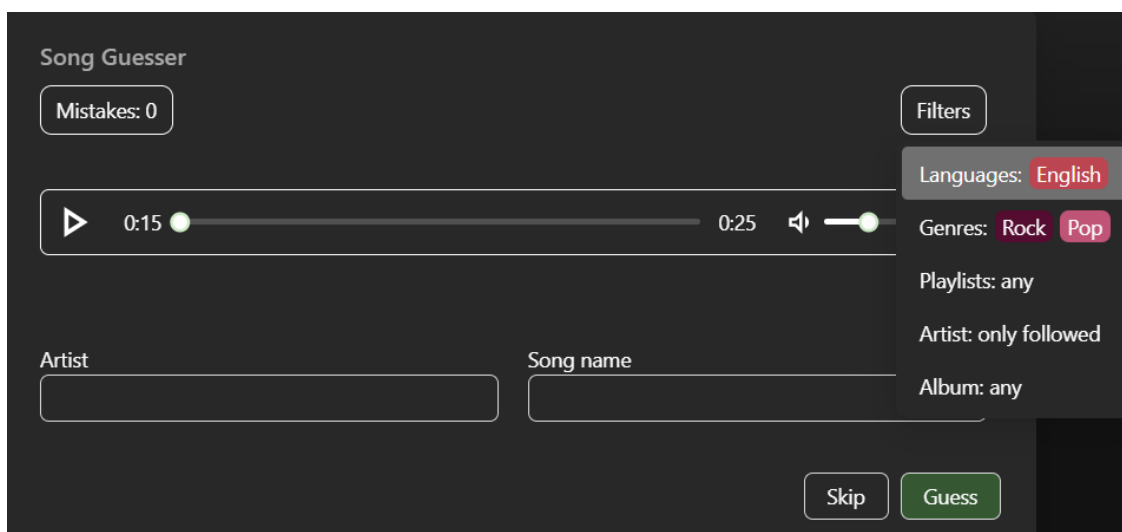 Song Guesser
Mistakes: 0
Filters
Languages: English
0:15
0:25
Genres: Rock Pop
Playlists: any
Artist: only followed
Album: any
Artist
Song name
Skip
Guess